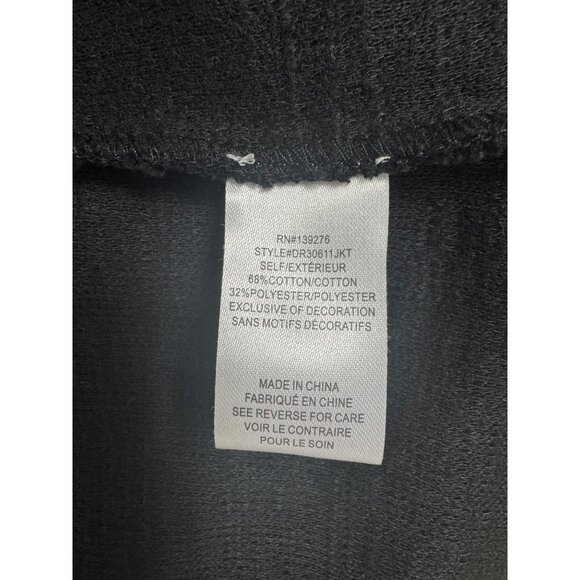 RN#139276
STYLE#DR30611JKT
SELF/EXTÉRIEUR
68%COTTON/COTTON
32%POLYESTER/POLYESTER
EXCLUSIVE OF DECORATION
SANS MOTIFS DÉCORATIFS
MADE IN CHINA
FABRIQUÉ EN CHINE
SEE REVERSE FOR CARE
VOIR LE CONTRAIRE
POUR LE SOIN